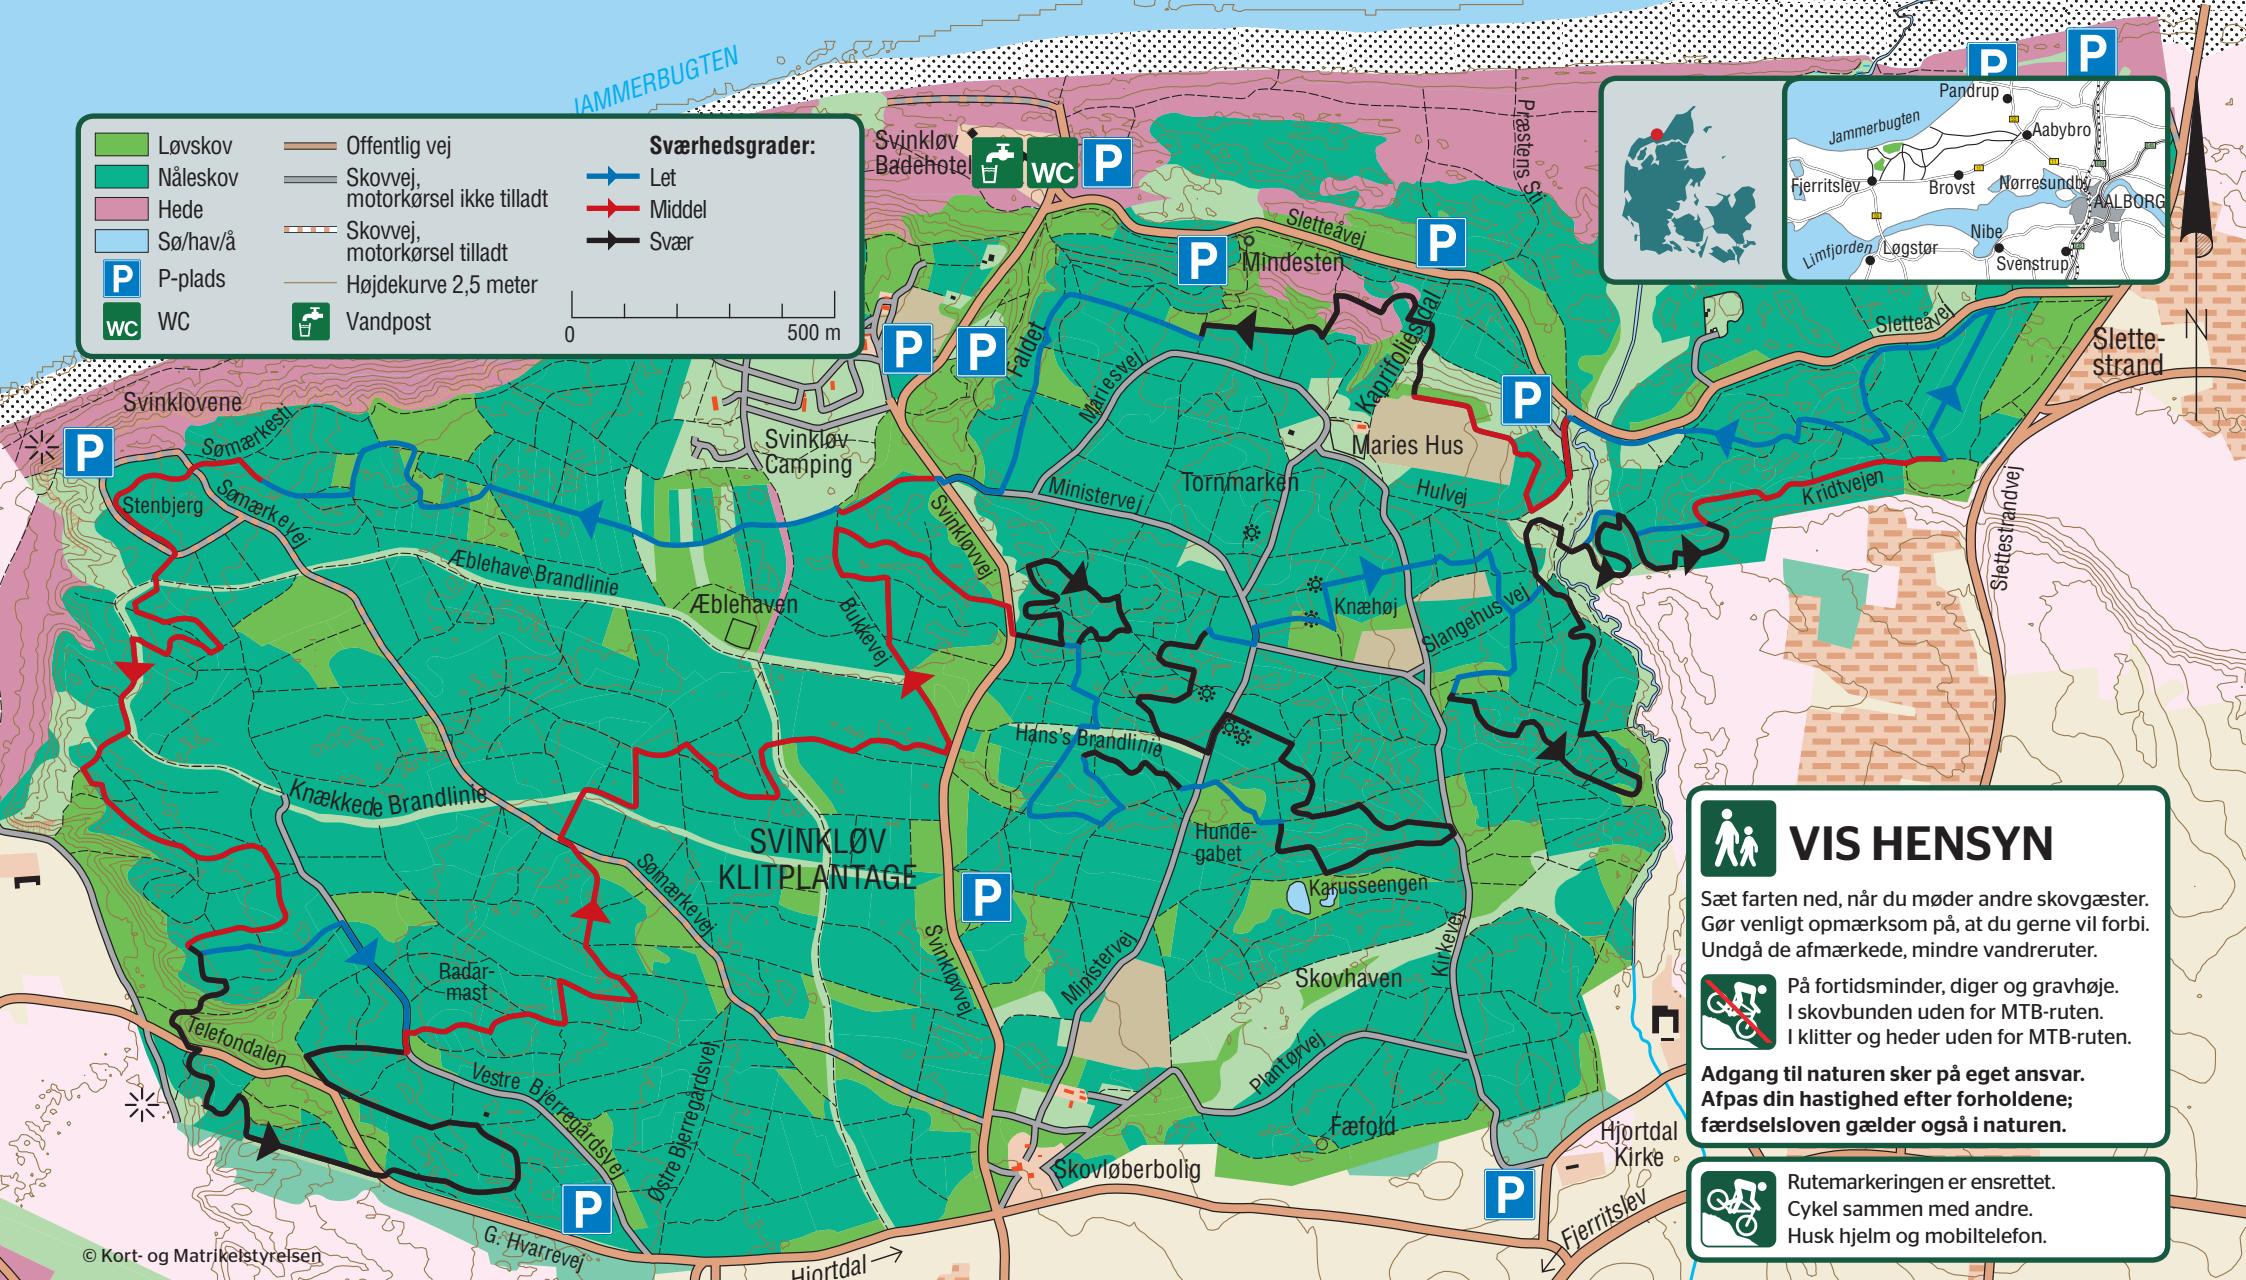 JAMMERBUGTEN
Løvskov
Nåleskov
Hede
Sø/hav/å
P
P-plads
WC
WC
Offentlig vej
Skovvej,
motorkørsel ikke tilladt
Skovvej,
motorkørsel tilladt
Højdekurve 2,5 meter
Vandpost
Sværhedsgrader:
Let
Middel
Svær
0
500 m
Svinkløv
Badehotel
WC
P
Præstens Sti
P
P
Pandrup
Jammerbugten
Aabybro
Fjerritslev
Brovst
Nørresundby
AALBORG
Limfjorden
Løgstør
Nibe
Svenstrup
N
Sletteåvej
P
P
Mindesten
Sletteåvej
Slette-
strand
P
P
Faldet
Mariesvej
Kaprifoliesdal
P
Svinklovene
P
Sømærkesti
Stenbjerg
Sømærkevej
Svinkløv
Camping
Maries Hus
Tornmarken
Ministervej
Hulvej
Kridtvejen
Slettestrandvej
Svinkløvvej
Æblehave Brandlinie
Æblehaven
Bukkevej
Knæhøj
Slangehus vej
Hans's Brandlinie
Knækkede Brandlinie
SVINKLØV
KLITPLANTAGE
Hunde-
gabet
Karusseengen
P
Sømærkevej
Svinkløvvej
Ministervej
Kirkevej
Skovhaven
Radar-
mast
Telefondalen
Vestre Bjerregårdsvej
Østre Bjerregårdsvej
Plantørvej
Fæfold
Skovløberbolig
Hjortdal
Kirke
P
P
G. Hvarrevej
Hjortdal
Fjerritslev
© Kort- og Matrikelstyrelsen
VIS HENSYN
Sæt farten ned, når du møder andre skovgæster.
Gør venligt opmærksom på, at du gerne vil forbi.
Undgå de afmærkede, mindre vandreruter.
På fortidsminder, diger og gravhøje.
I skovbunden uden for MTB-ruten.
I klitter og heder uden for MTB-ruten.
Adgang til naturen sker på eget ansvar.
Afpas din hastighed efter forholdene;
færdselsloven gælder også i naturen.
Rutemarkeringen er ensrettet.
Cykel sammen med andre.
Husk hjelm og mobiltelefon.